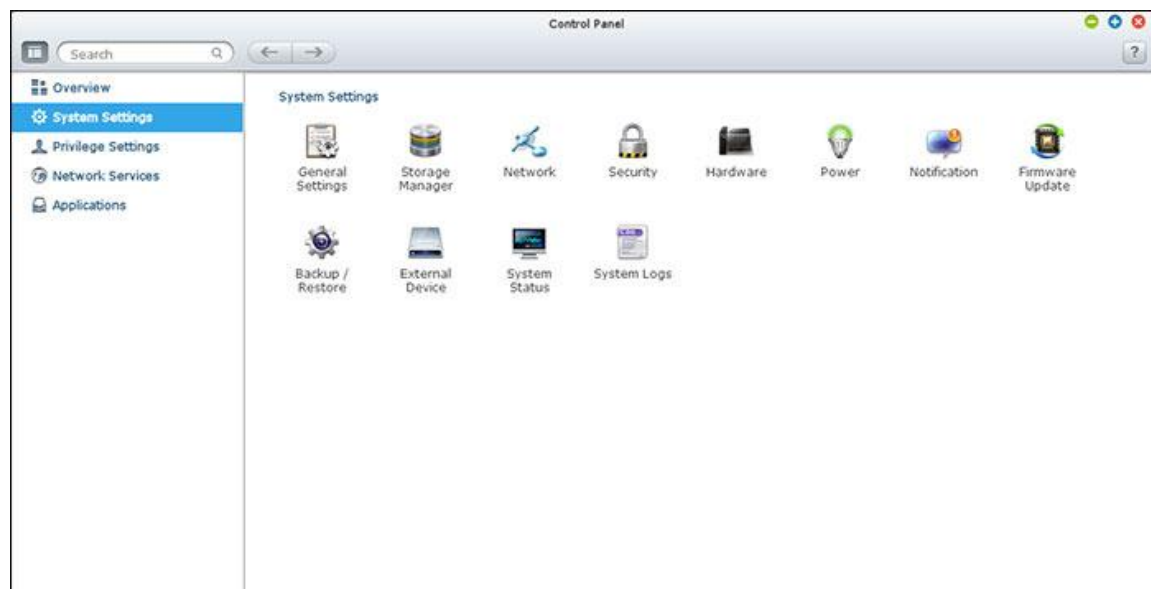 Control Panel
Search
?
Overview
System Settings
Privilege Settings
Network Services
Applications
System Settings
General
Settings
Storage
Manager
Network
Security
Hardware
Power
Notification
Firmware
Update
Backup /
Restore
External
Device
System
Status
System Logs